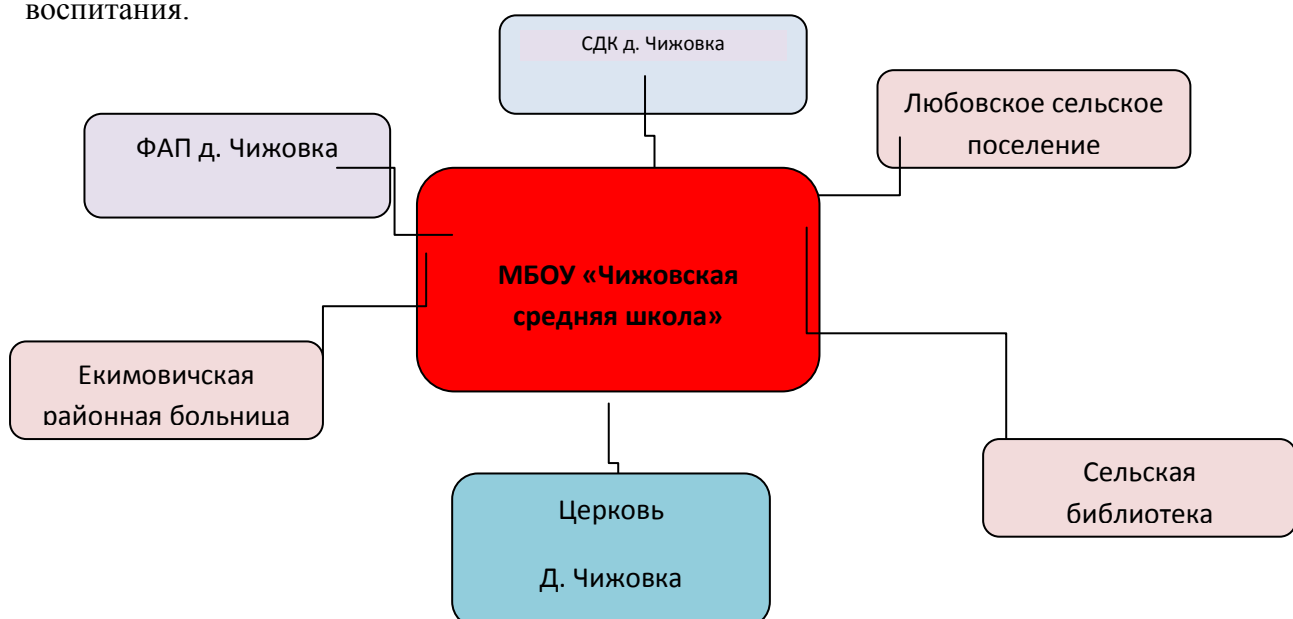 воспитания.
СДК д. Чижовка
Любовское сельское
поселение
ФАП д. Чижовка
МБОУ «Чижовская
средняя школа»
Екимовичская
районная больница
Сельская
библиотека
Церковь
Д. Чижовка